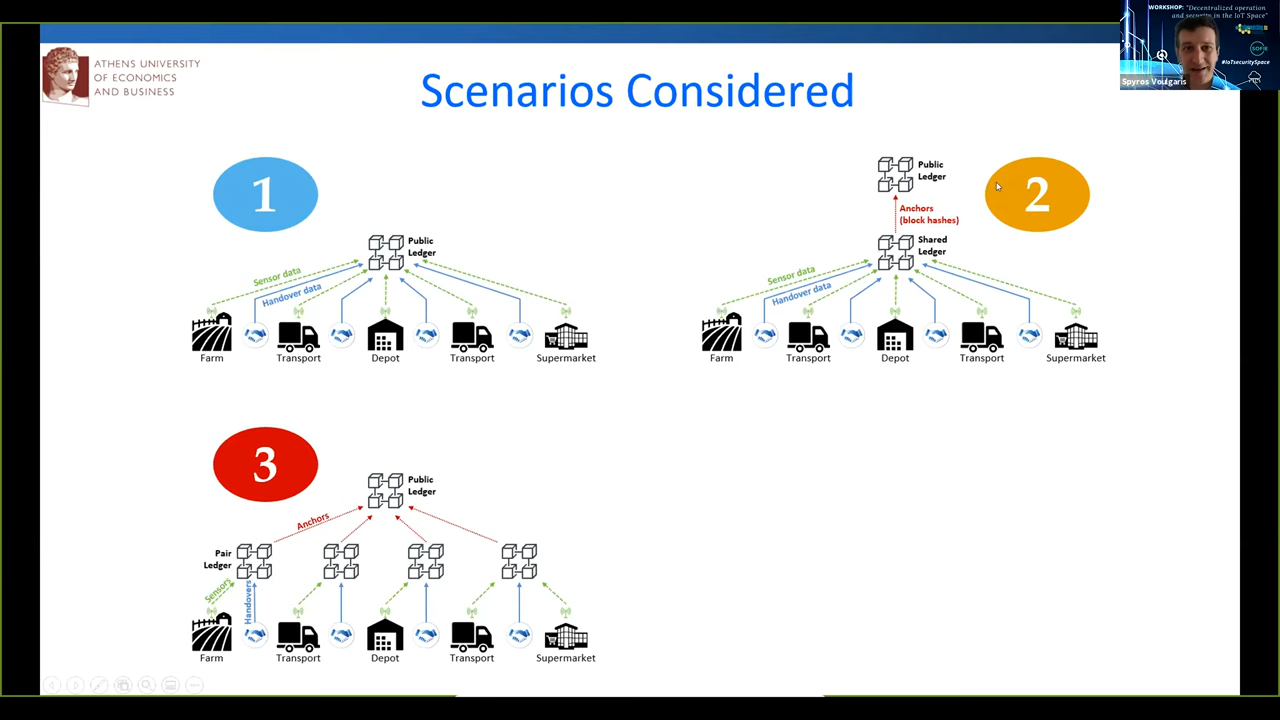 WORKSHOP: "Decentralized operation
and security in the IoT Space"
SOFIE
#IoTsecuritySpace
Spyros Voulgaris
ATHENS UNIVERSITY
OF ECONOMICS
AND BUSINESS
Scenarios Considered
1
Public
Ledger
Sensor data
Handover data
Farm
Transport
Depot
Transport
Supermarket
2
Public
Ledger
Anchors
(block hashes)
Shared
Ledger
Sensor data
Handover data
Farm
Transport
Depot
Transport
Supermarket
3
Public
Ledger
Anchors
Pair
Ledger
Sensors
Handovers
Farm
Transport
Depot
Transport
Supermarket